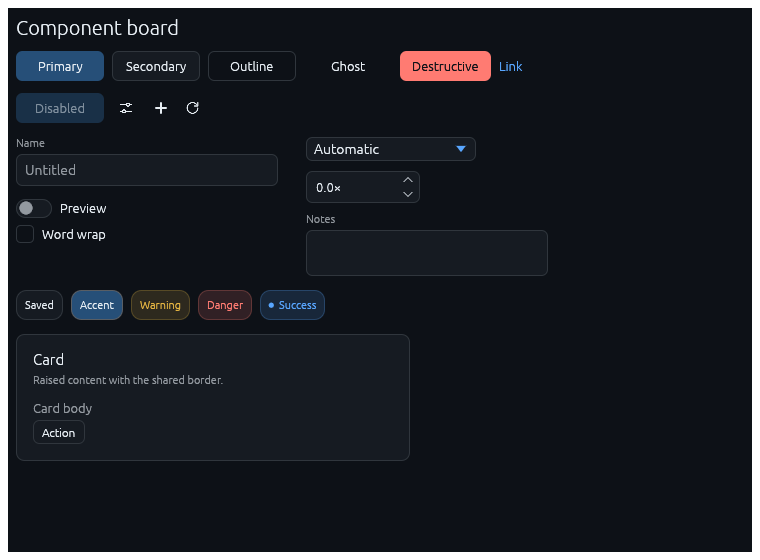 Component board
Primary Secondary Outline Ghost Destructive Link
Disabled
Name
Untitled
Preview
Word wrap
Automatic
0.0×
Notes
Saved Accent Warning Danger Success
Card
Raised content with the shared border.
Card body
Action